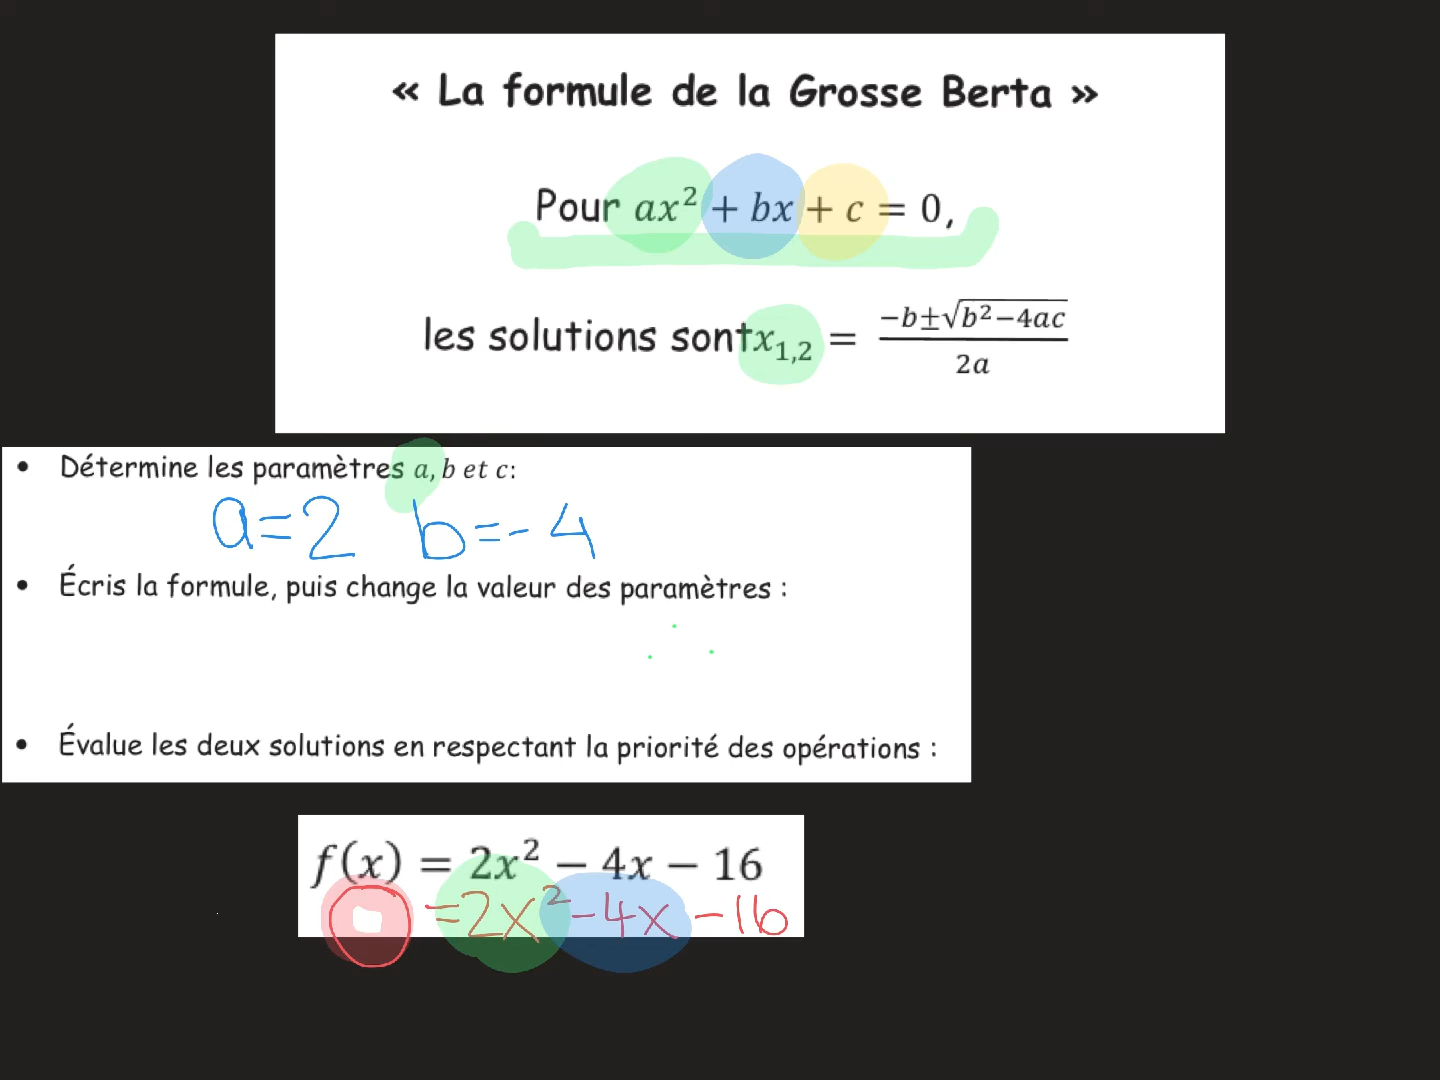 « La formule de la Grosse Berta »
Pour ax² + bx + c = 0,
les solutions sont x₁,₂ = (−b±√(b²−4ac))/(2a)
• Détermine les paramètres a, b et c:
a=2 b=-4
• Écris la formule, puis change la valeur des paramètres :
• Évalue les deux solutions en respectant la priorité des opérations :
f(x) = 2x² − 4x − 16
0 =2x²-4x-16